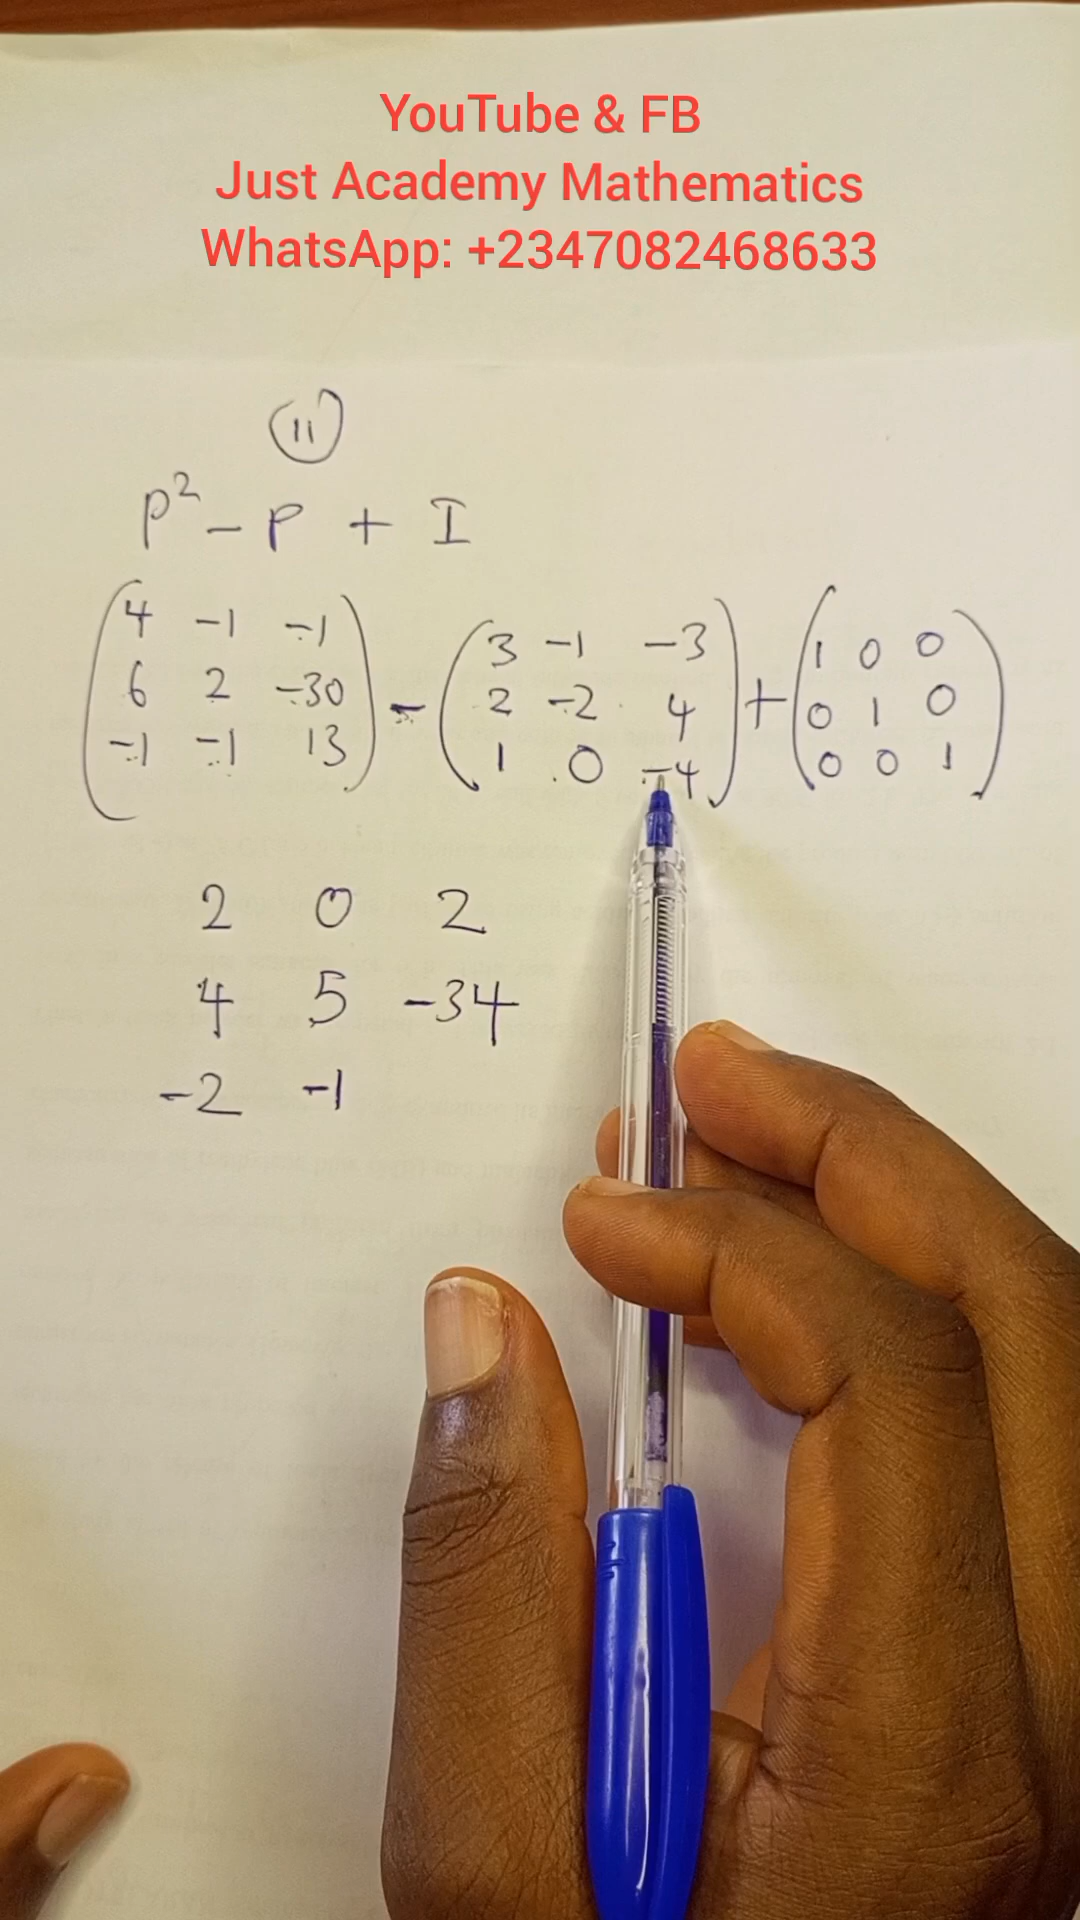 YouTube & FB
Just Academy Mathematics
WhatsApp: +2347082468633
(11)
P² - P + I
(4 -1 -1) - (3 -1 -3) + (1 0 0)
(6 2 -30) (2 -2 4) (0 1 0)
(-1 -1 13) (1 0 -4) (0 0 1)
2 0 2
4 5 -34
-2 -1